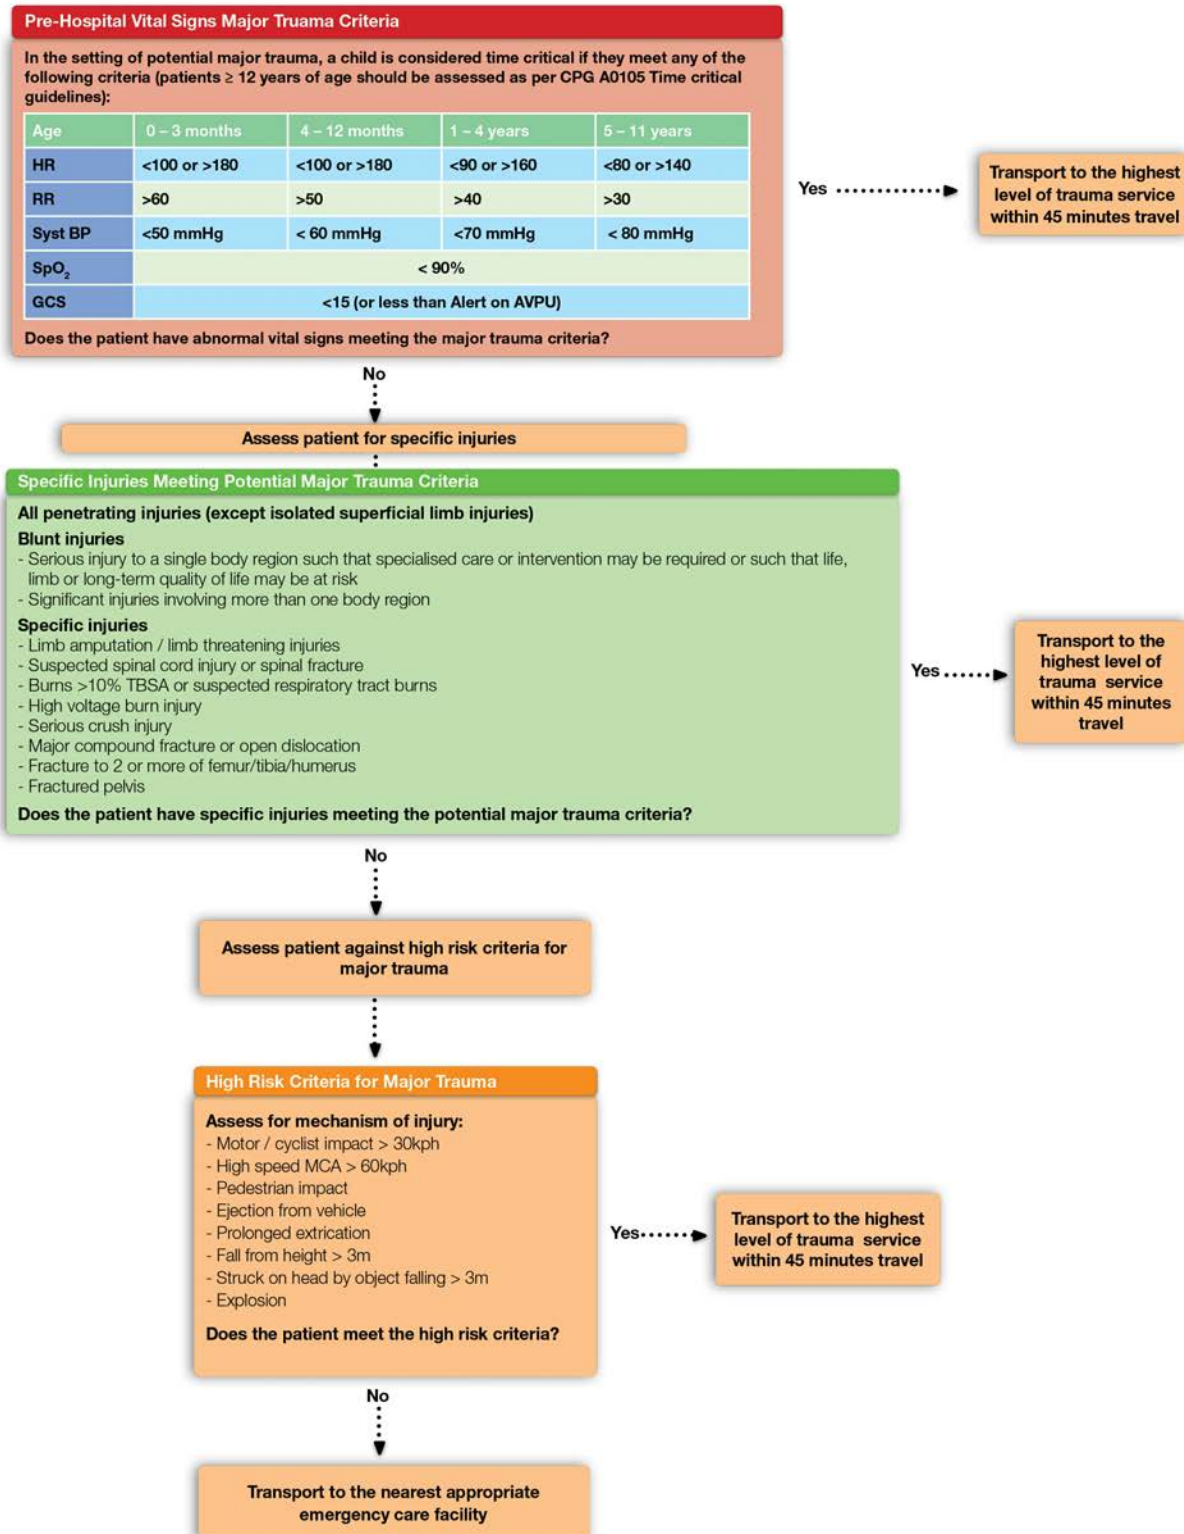 Pre-Hospital Vital Signs Major Truama Criteria
In the setting of potential major trauma, a child is considered time critical if they meet any of the
following criteria (patients ≥ 12 years of age should be assessed as per CPG A0105 Time critical
guidelines):
Age 0 – 3 months 4 – 12 months 1 – 4 years 5 – 11 years
HR <100 or >180 <100 or >180 <90 or >160 <80 or >140
RR >60 >50 >40 >30
Syst BP <50 mmHg < 60 mmHg <70 mmHg < 80 mmHg
SpO₂ < 90%
GCS <15 (or less than Alert on AVPU)
Does the patient have abnormal vital signs meeting the major trauma criteria?
Yes
Transport to the highest
level of trauma service
within 45 minutes travel
No
Assess patient for specific injuries
Specific Injuries Meeting Potential Major Trauma Criteria
All penetrating injuries (except isolated superficial limb injuries)
Blunt injuries
- Serious injury to a single body region such that specialised care or intervention may be required or such that life,
limb or long-term quality of life may be at risk
- Significant injuries involving more than one body region
Specific injuries
- Limb amputation / limb threatening injuries
- Suspected spinal cord injury or spinal fracture
- Burns >10% TBSA or suspected respiratory tract burns
- High voltage burn injury
- Serious crush injury
- Major compound fracture or open dislocation
- Fracture to 2 or more of femur/tibia/humerus
- Fractured pelvis
Does the patient have specific injuries meeting the potential major trauma criteria?
Yes
Transport to the
highest level of
trauma service
within 45 minutes
travel
No
Assess patient against high risk criteria for
major trauma
High Risk Criteria for Major Trauma
Assess for mechanism of injury:
- Motor / cyclist impact > 30kph
- High speed MCA > 60kph
- Pedestrian impact
- Ejection from vehicle
- Prolonged extrication
- Fall from height > 3m
- Struck on head by object falling > 3m
- Explosion
Does the patient meet the high risk criteria?
Yes
Transport to the highest
level of trauma service
within 45 minutes travel
No
Transport to the nearest appropriate
emergency care facility